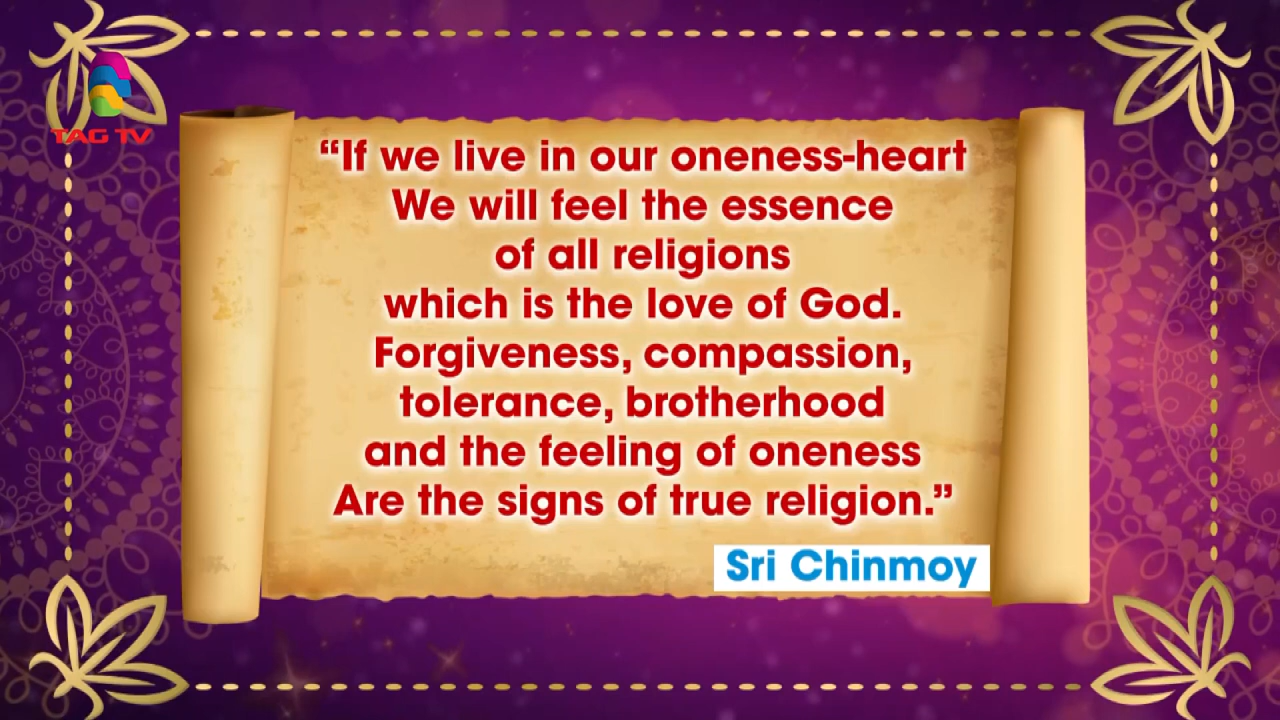 TAG TV
“If we live in our oneness-heart
We will feel the essence
of all religions
which is the love of God.
Forgiveness, compassion,
tolerance, brotherhood
and the feeling of oneness
Are the signs of true religion.”
Sri Chinmoy